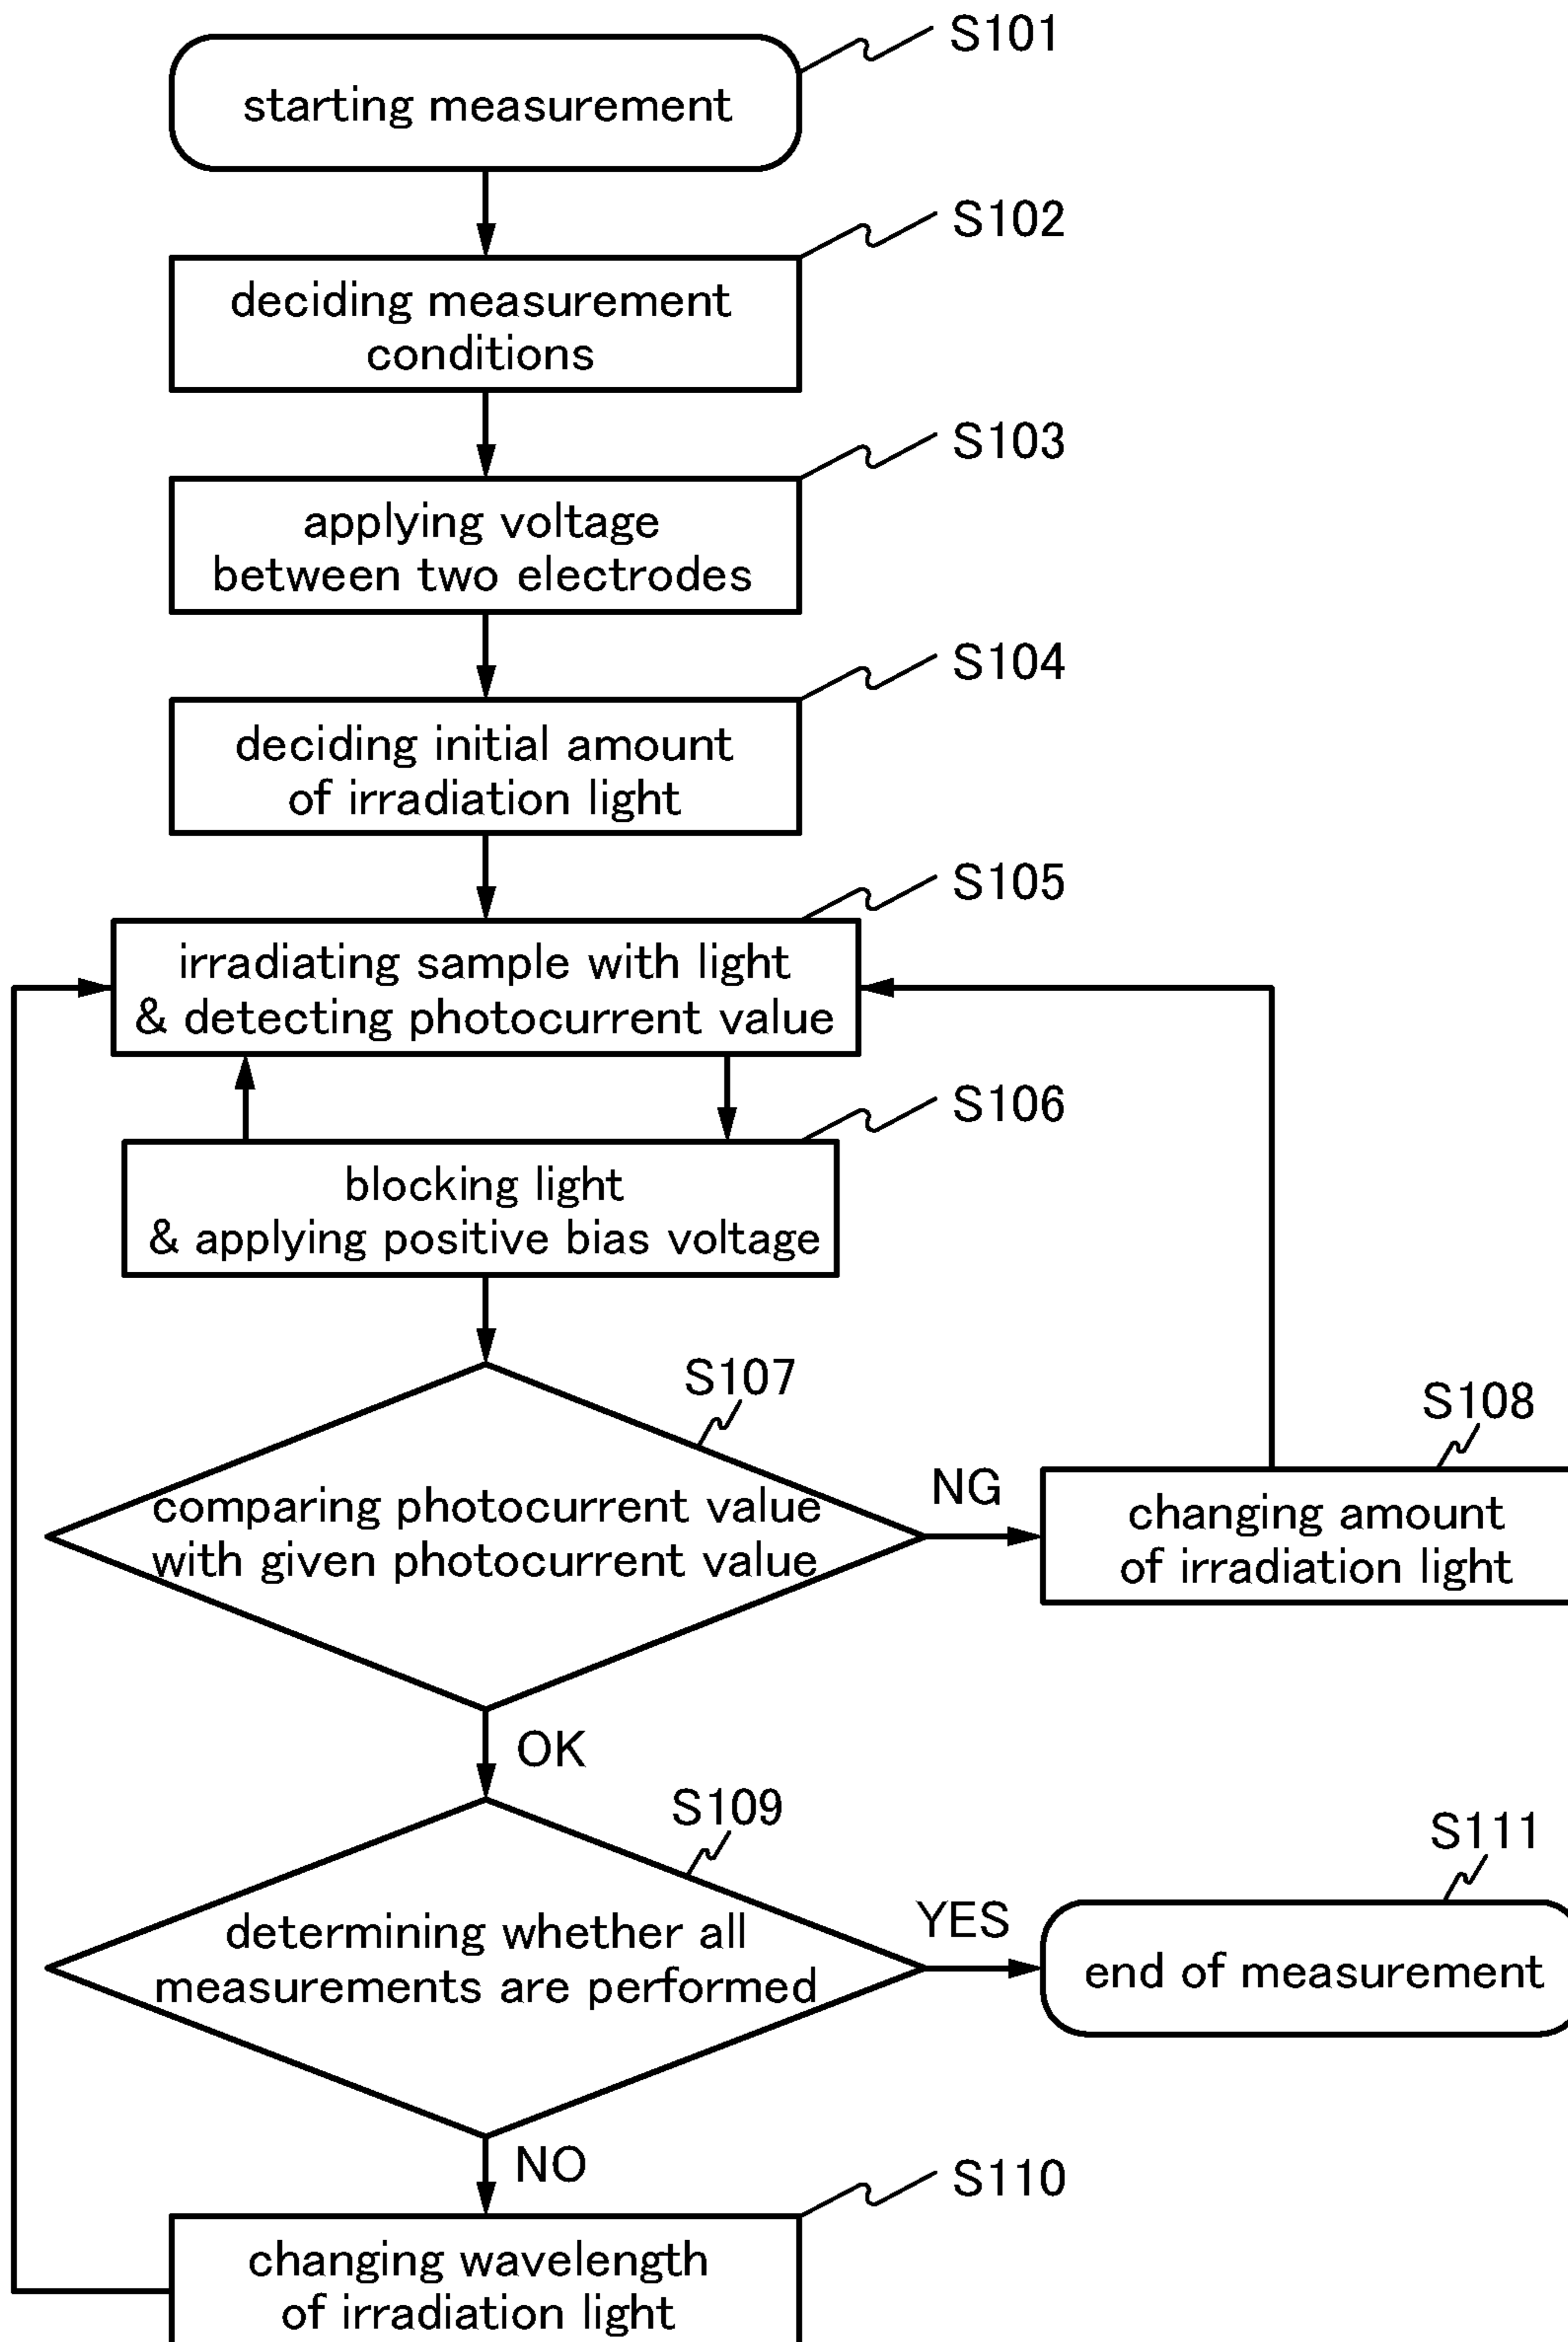 S101
starting measurement
S102
deciding measurement
conditions
S103
applying voltage
between two electrodes
S104
deciding initial amount
of irradiation light
S105
irradiating sample with light
& detecting photocurrent value
S106
blocking light
& applying positive bias voltage
S107
comparing photocurrent value
with given photocurrent value
NG
S108
changing amount
of irradiation light
OK
S109
determining whether all
measurements are performed
YES
S111
end of measurement
NO
S110
changing wavelength
of irradiation light